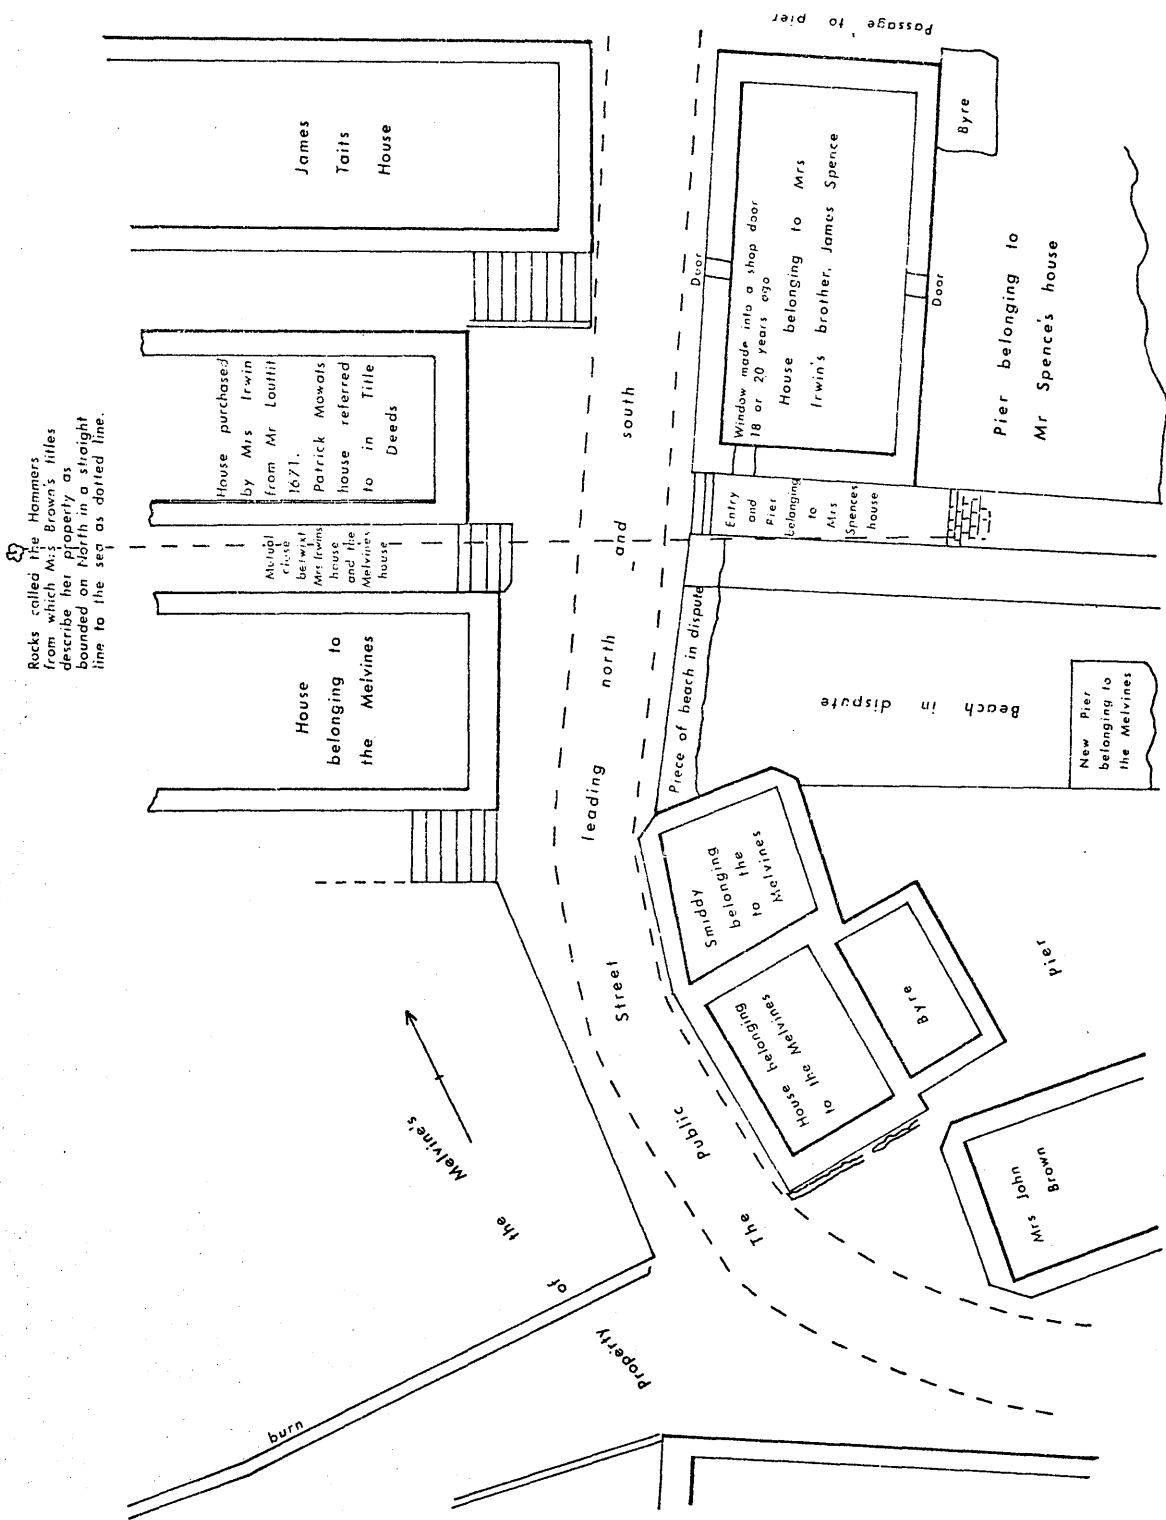 Rocks called the Hammers
from which Mrs Brown's titles
describe her property as
bounded on North in a straight
line to the sea as dotted line.
James
Taits
House
House purchased
by Mrs Irwin
from Mr Louttit
1671.
Patrick Mowats
house referred
to in Title
Deeds
Mutual
close
betwixt
Mrs Irwins
house
and the
Melvines
house
House
belonging to
the Melvines
Passage to pier
Byre
Door
Window made into a shop door
18 or 20 years ago
House belonging to Mrs
Irwin's brother, James Spence
Door
Pier belonging to
Mr Spence's house
Entry
and
Pier
belonging
to
Mrs
Spences
house
The Public Street leading north and south
Piece of beach in dispute
Beach in dispute
New Pier
belonging to
the Melvines
Smiddy
belonging
to the
Melvines
House belonging
to the Melvines
Byre
Pier
Mrs John
Brown
Property of the Melvine's
burn